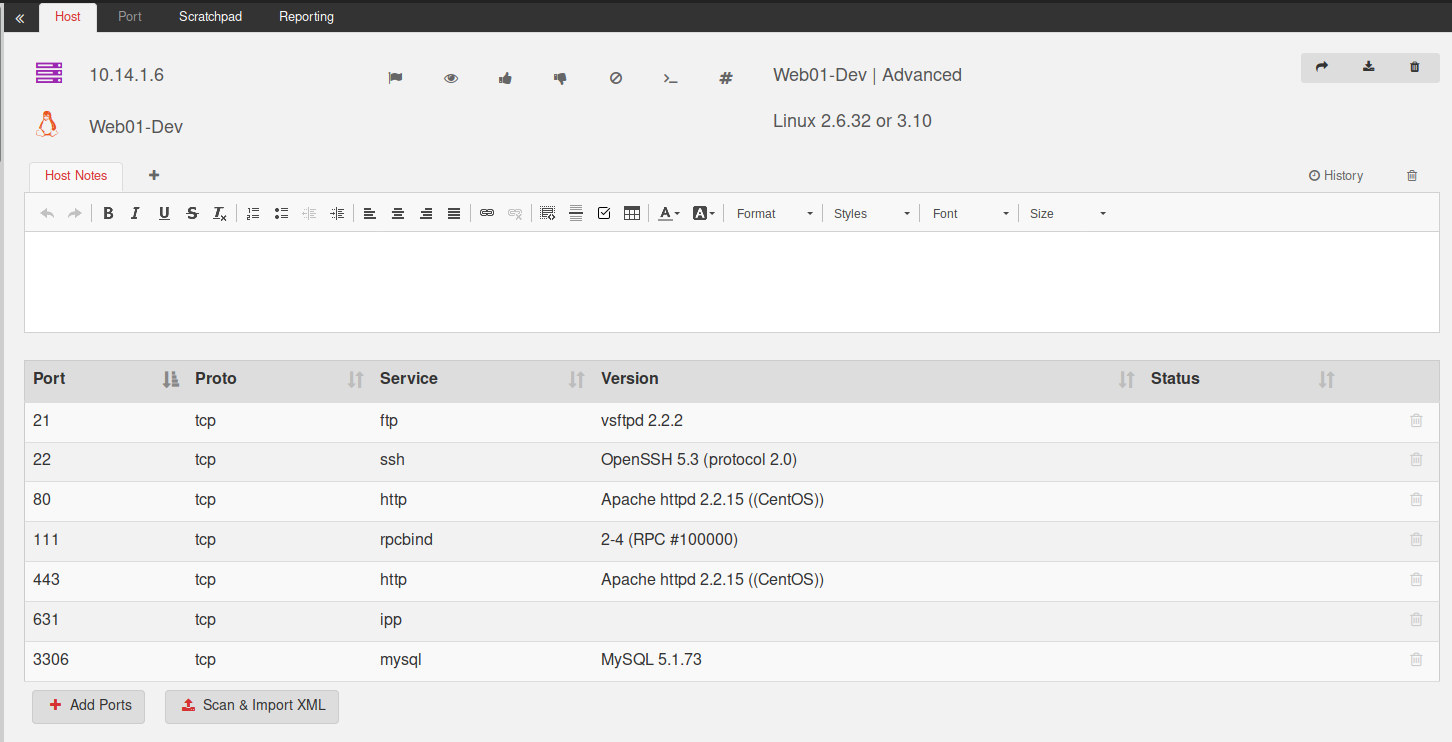 « Host Port Scratchpad Reporting
10.14.1.6 Web01-Dev | Advanced
Web01-Dev Linux 2.6.32 or 3.10
Host Notes History
B I U S Tx A A Format Styles Font Size
Port Proto Service Version Status
21 tcp ftp vsftpd 2.2.2
22 tcp ssh OpenSSH 5.3 (protocol 2.0)
80 tcp http Apache httpd 2.2.15 ((CentOS))
111 tcp rpcbind 2-4 (RPC #100000)
443 tcp http Apache httpd 2.2.15 ((CentOS))
631 tcp ipp
3306 tcp mysql MySQL 5.1.73
Add Ports Scan & Import XML